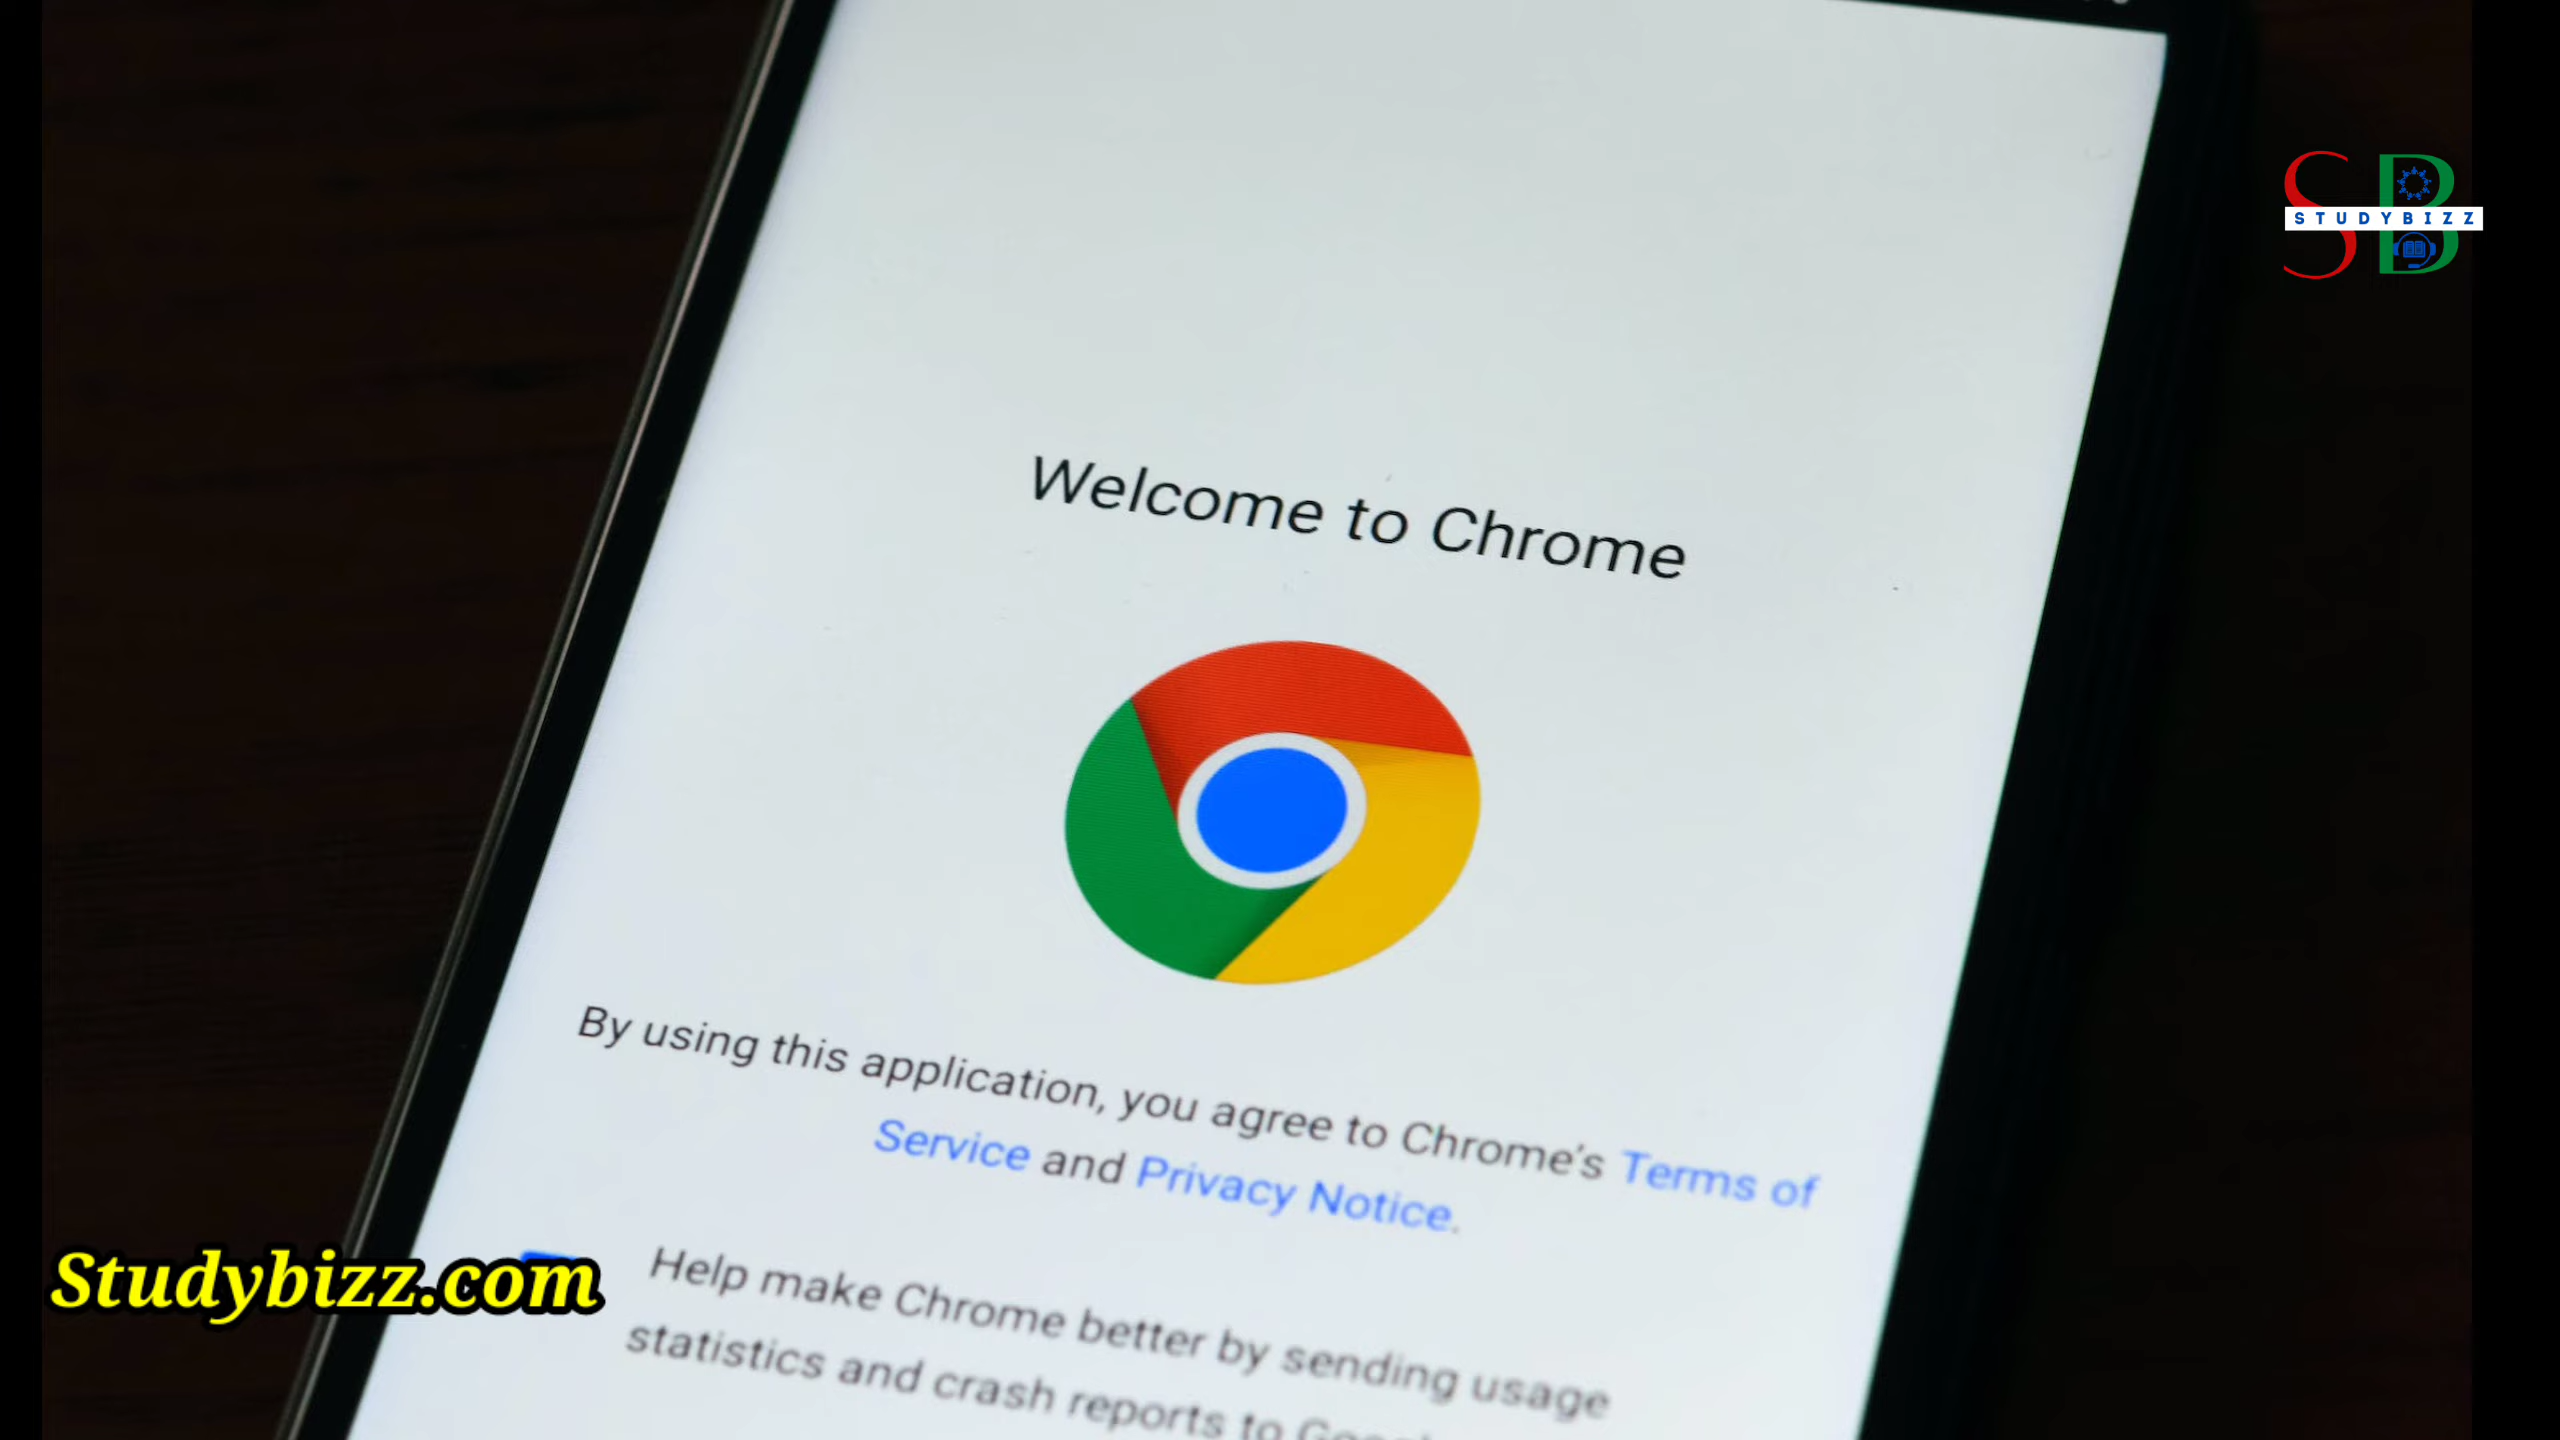 STUDYBIZZ
Welcome to Chrome
By using this application, you agree to Chrome's Terms of
Service and Privacy Notice.
Help make Chrome better by sending usage
statistics and crash reports to
Studybizz.com